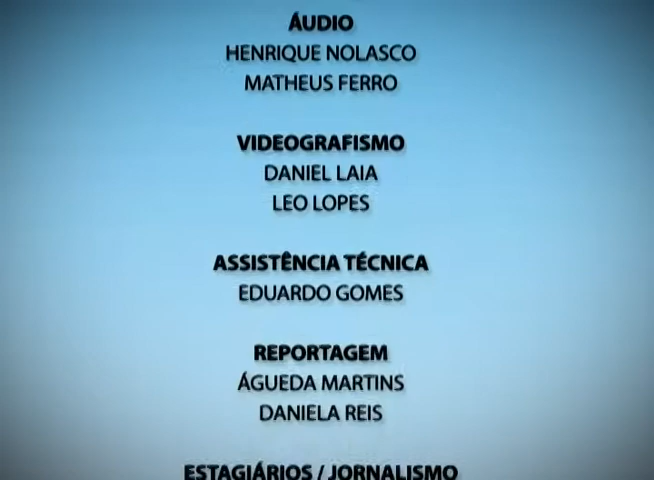 ÁUDIO
HENRIQUE NOLASCO
MATHEUS FERRO
VIDEOGRAFISMO
DANIEL LAIA
LEO LOPES
ASSISTÊNCIA TÉCNICA
EDUARDO GOMES
REPORTAGEM
ÁGUEDA MARTINS
DANIELA REIS
ESTAGIÁRIOS / JORNALISMO